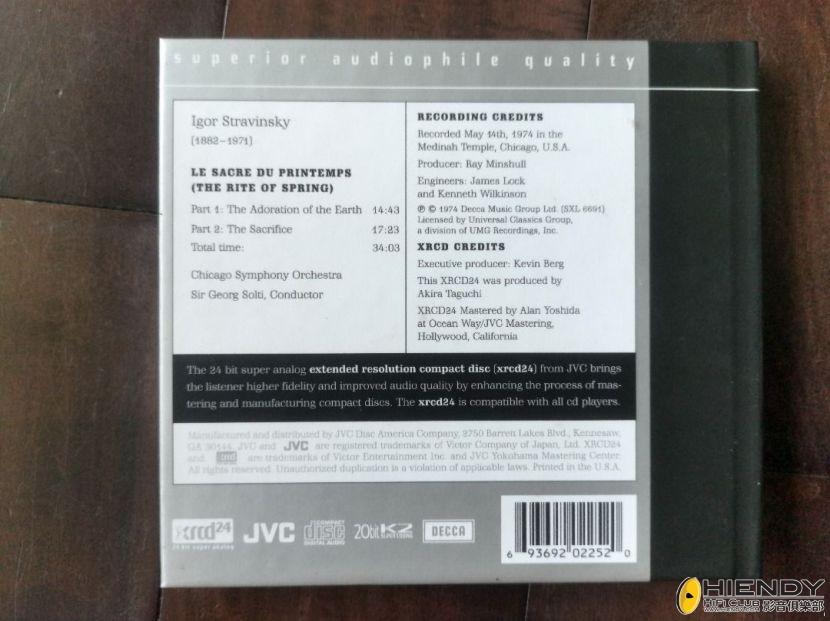 superior audiophile quality
Igor Stravinsky
(1882–1971)
LE SACRE DU PRINTEMPS
(THE RITE OF SPRING)
Part 1: The Adoration of the Earth 14:43
Part 2: The Sacrifice 17:23
Total time: 34:03
Chicago Symphony Orchestra
Sir Georg Solti, Conductor
RECORDING CREDITS
Recorded May 14th, 1974 in the
Medinah Temple, Chicago, U.S.A.
Producer: Ray Minshull
Engineers: James Lock
and Kenneth Wilkinson
℗ © 1974 Decca Music Group Ltd. (SXL 6691)
Licensed by Universal Classics Group,
a division of UMG Recordings, Inc.
XRCD CREDITS
Executive producer: Kevin Berg
This XRCD24 was produced by
Akira Taguchi
XRCD24 Mastered by Alan Yoshida
at Ocean Way/JVC Mastering,
Hollywood, California
The 24 bit super analog extended resolution compact disc (xrcd24) from JVC brings
the listener higher fidelity and improved audio quality by enhancing the process of mas-
tering and manufacturing compact discs. The xrcd24 is compatible with all cd players.
Manufactured and distributed by JVC Disc America Company, 2750 Barrett Lakes Blvd., Kennesaw,
GA 30144. JVC and JVC are registered trademarks of Victor Company of Japan, Ltd. XRCD24
and xrcd are trademarks of Victor Entertainment Inc. and JVC Yokohama Mastering Center.
All rights reserved. Unauthorized duplication is a violation of applicable laws. Printed in the U.S.A.
xrcd24 JVC COMPACT disc DIGITAL AUDIO 20bit K2 SUPER CODING DECCA
24 bit super analog
6 93692 02252 0
HIENDY
HIFI CLUB 影音俱樂部